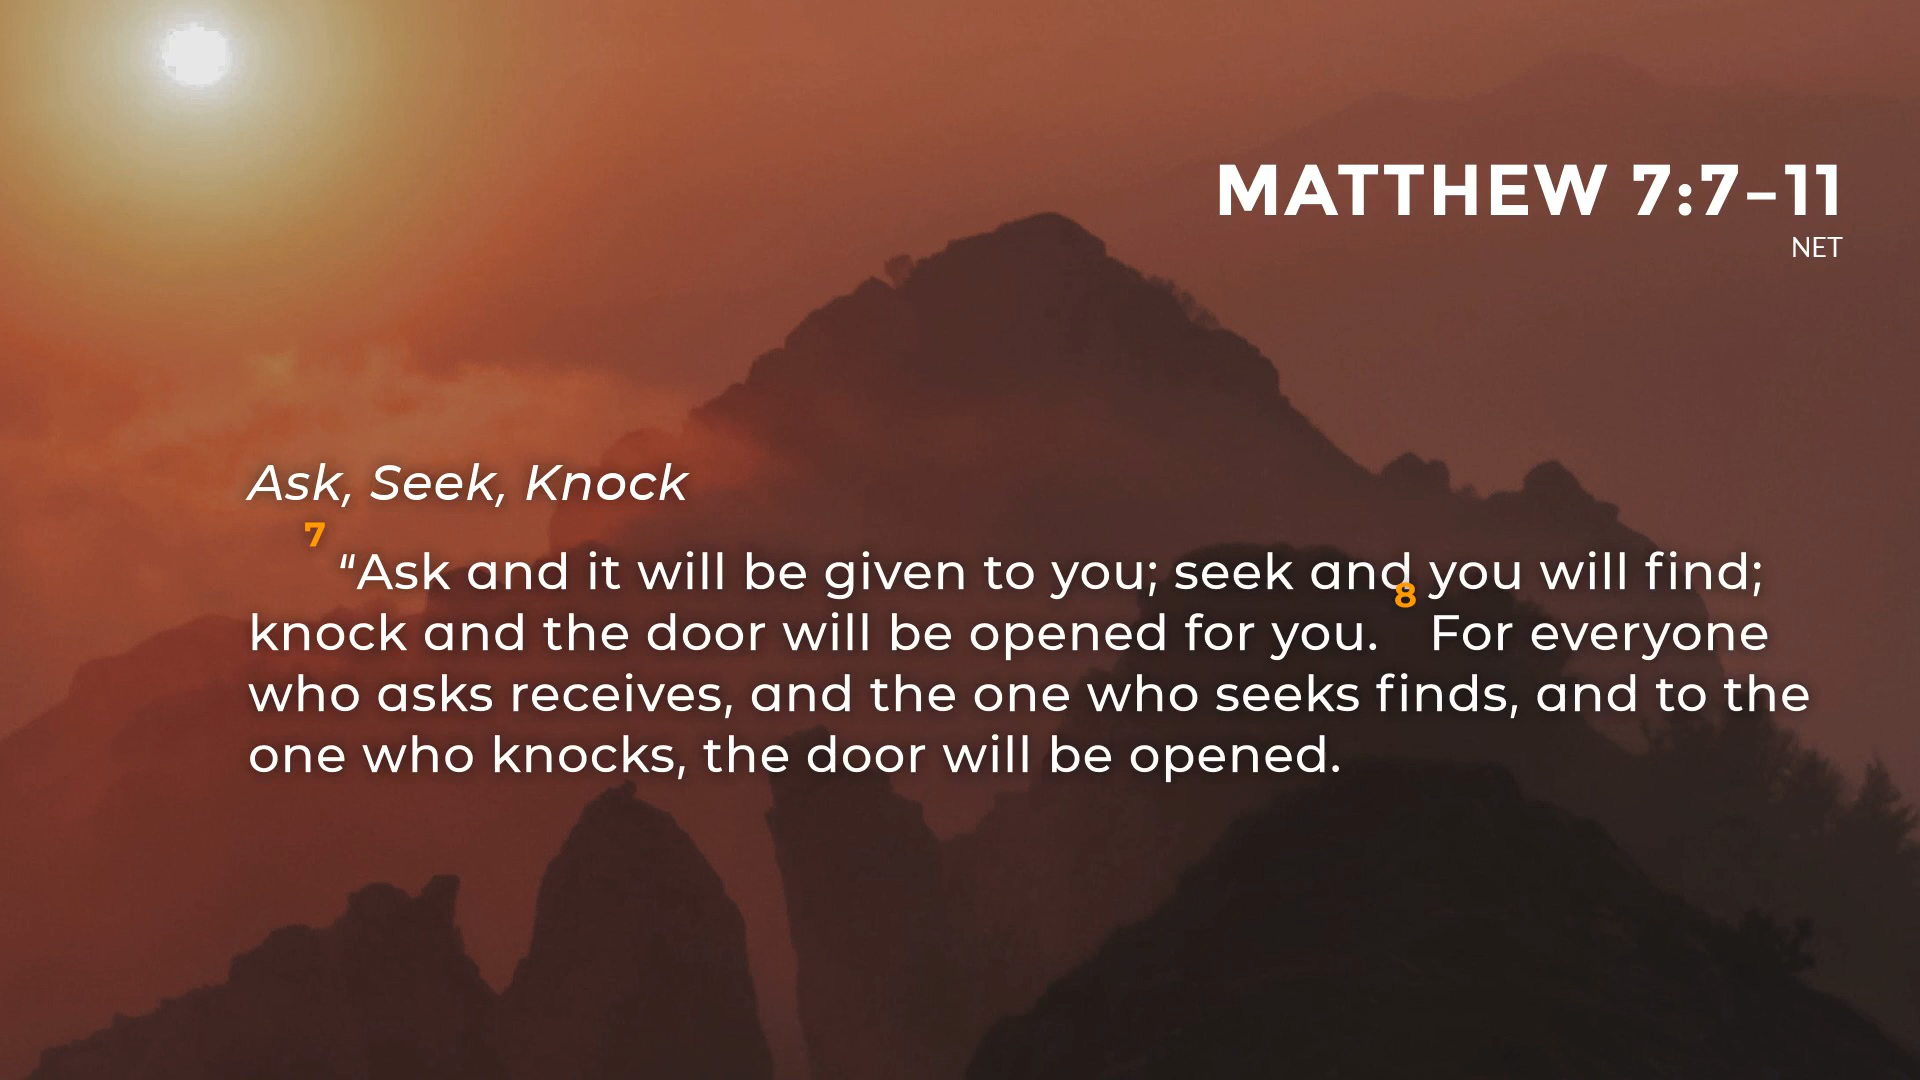 MATTHEW 7:7–11
NET
Ask, Seek, Knock
7 “Ask and it will be given to you; seek and you will find;
knock and the door will be opened for you. 8 For everyone
who asks receives, and the one who seeks finds, and to the
one who knocks, the door will be opened.